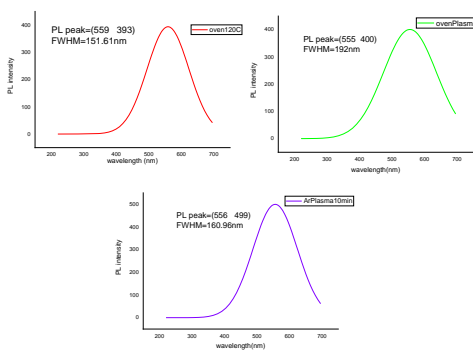 PL peak=(559 393)
FWHM=151.61nm
oven120C
PL intensity
400
300
200
100
0
200 300 400 500 600 700
wavelength (nm)
PL peak=(555 400)
FWHM=192nm
ovenPlasm
PL intensity
400
300
200
100
0
200 300 400 500 600 700
wavelength(nm)
PL peak=(556 499)
FWHM=160.96nm
ArPlasma10min
PL intensity
500
400
300
200
100
0
200 300 400 500 600 700
wavelength(nm)